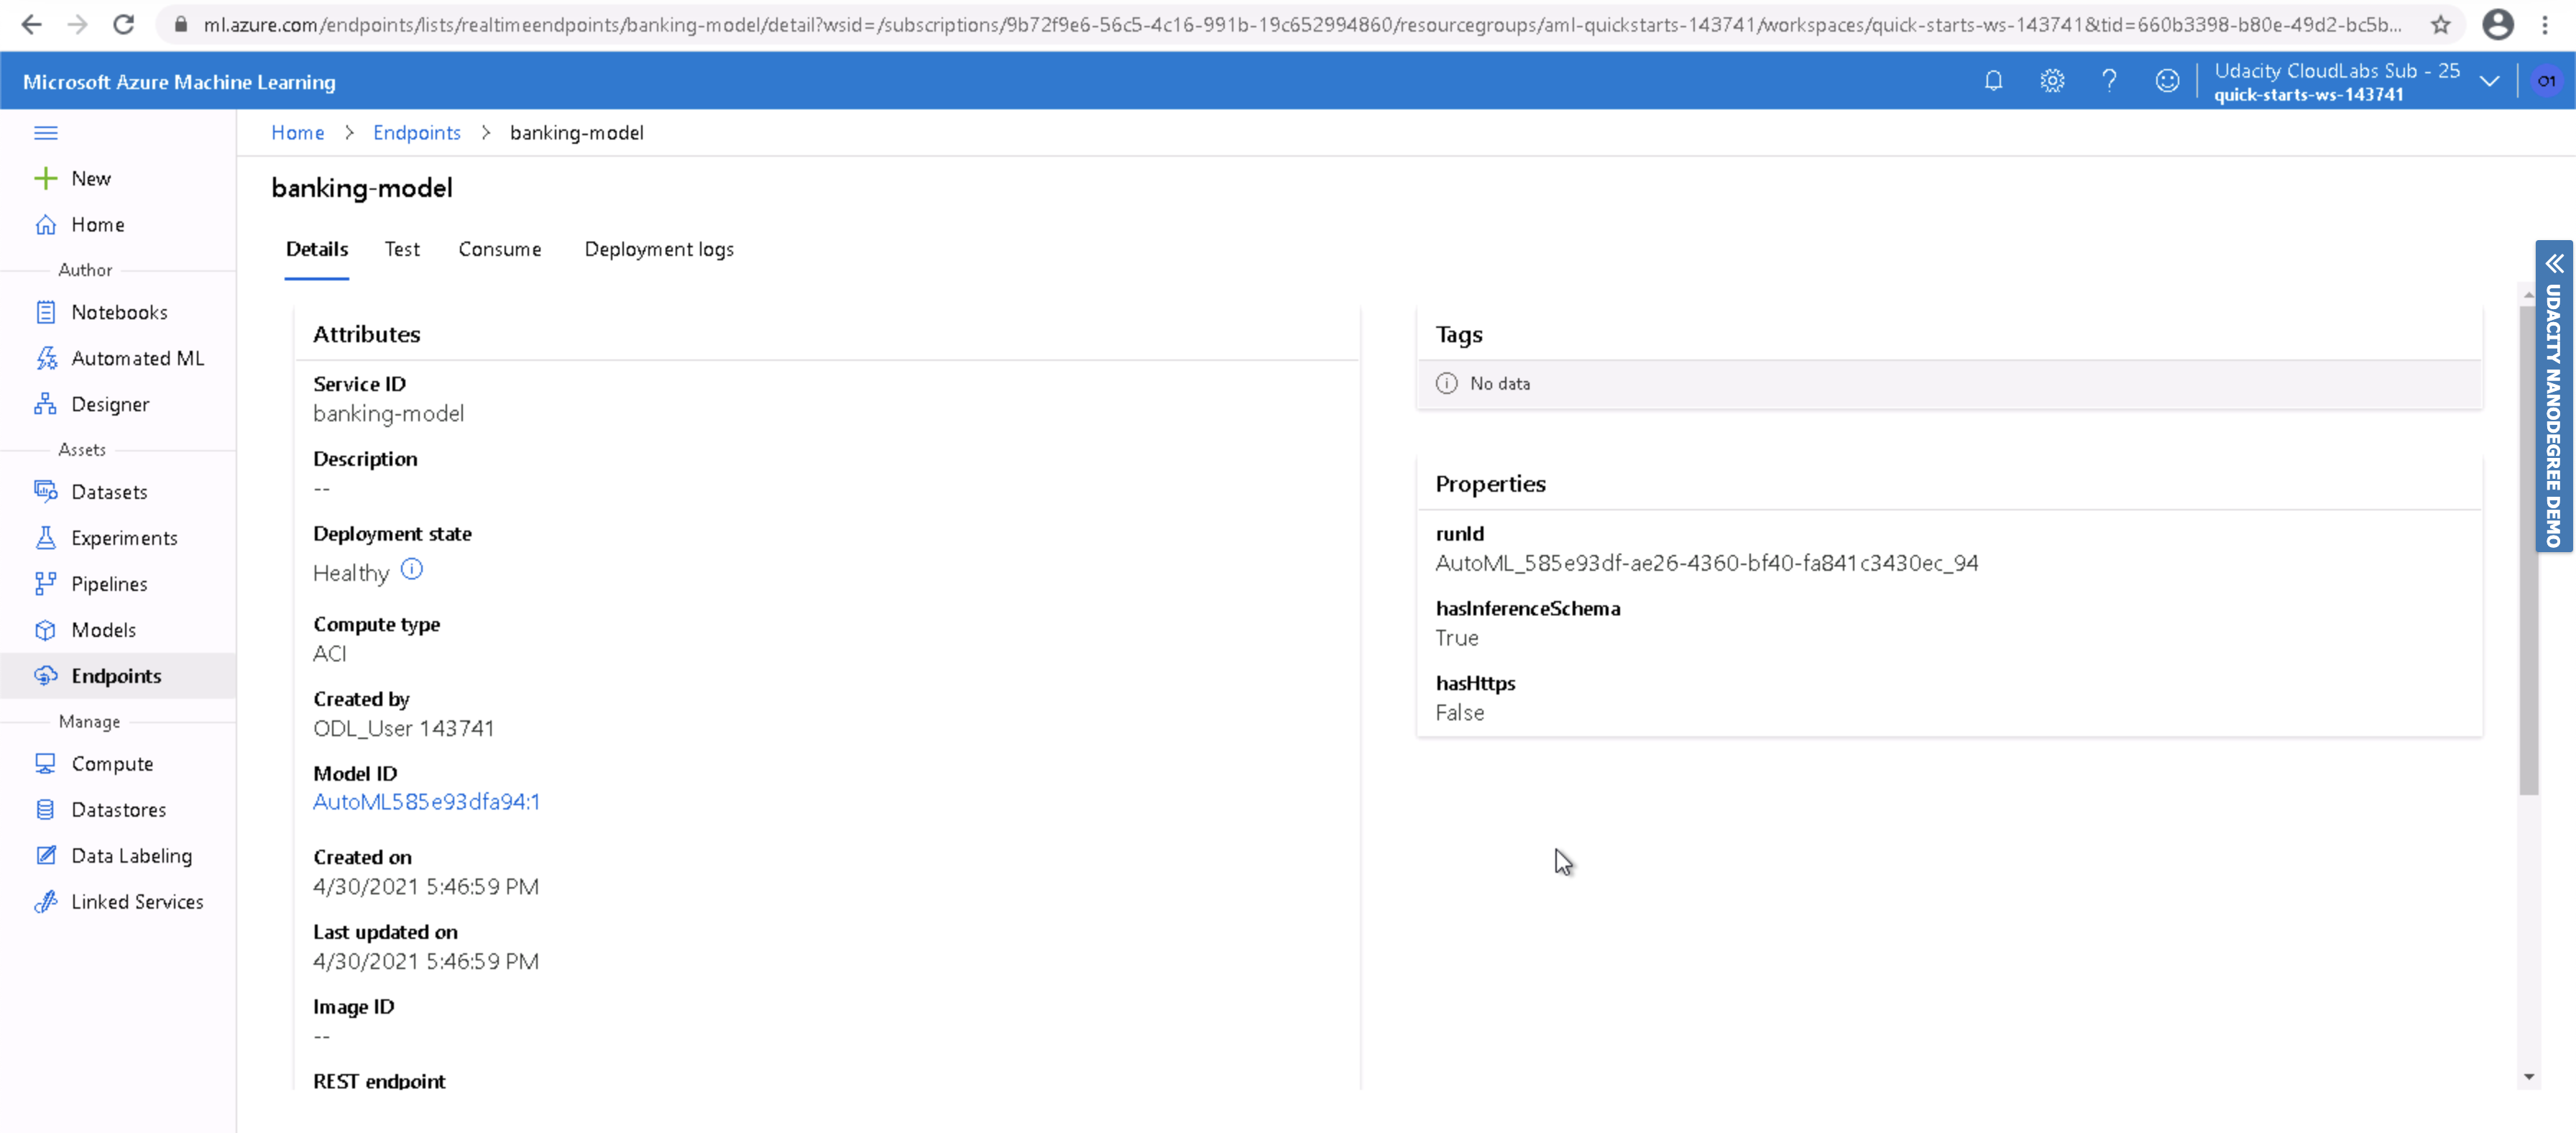 ml.azure.com/endpoints/lists/realtimeendpoints/banking-model/detail?wsid=/subscriptions/9b72f9e6-56c5-4c16-991b-19c652994860/resourcegroups/aml-quickstarts-143741/workspaces/quick-starts-ws-143741&tid=660b3398-b80e-49d2-bc5b...
Microsoft Azure Machine Learning
Udacity CloudLabs Sub - 25
quick-starts-ws-143741
O1
Home > Endpoints > banking-model
New
Home
Author
Notebooks
Automated ML
Designer
Assets
Datasets
Experiments
Pipelines
Models
Endpoints
Manage
Compute
Datastores
Data Labeling
Linked Services
banking-model
Details Test Consume Deployment logs
Attributes
Service ID
banking-model
Description
--
Deployment state
Healthy
Compute type
ACI
Created by
ODL_User 143741
Model ID
AutoML585e93dfa94:1
Created on
4/30/2021 5:46:59 PM
Last updated on
4/30/2021 5:46:59 PM
Image ID
--
REST endpoint
Tags
No data
Properties
runId
AutoML_585e93df-ae26-4360-bf40-fa841c3430ec_94
hasInferenceSchema
True
hasHttps
False
UDACITY NANODEGREE DEMO